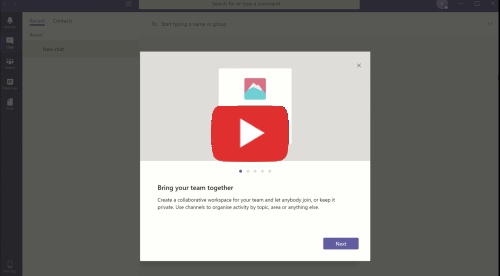 Search for or type a command
Recent Contacts
Start typing a name or group
New chat
Bring your team together
Create a collaborative workspace for your team and let anybody join, or keep it
private. Use channels to organise activity by topic, area or anything else.
Next